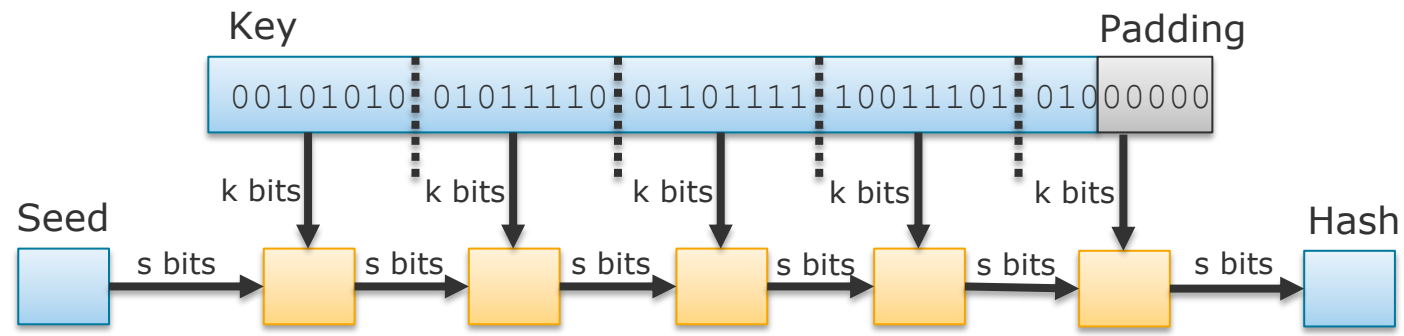 Key Padding
00101010 01011110 01101111 10011101 01000000
k bits k bits k bits k bits k bits
Seed Hash
s bits s bits s bits s bits s bits s bits